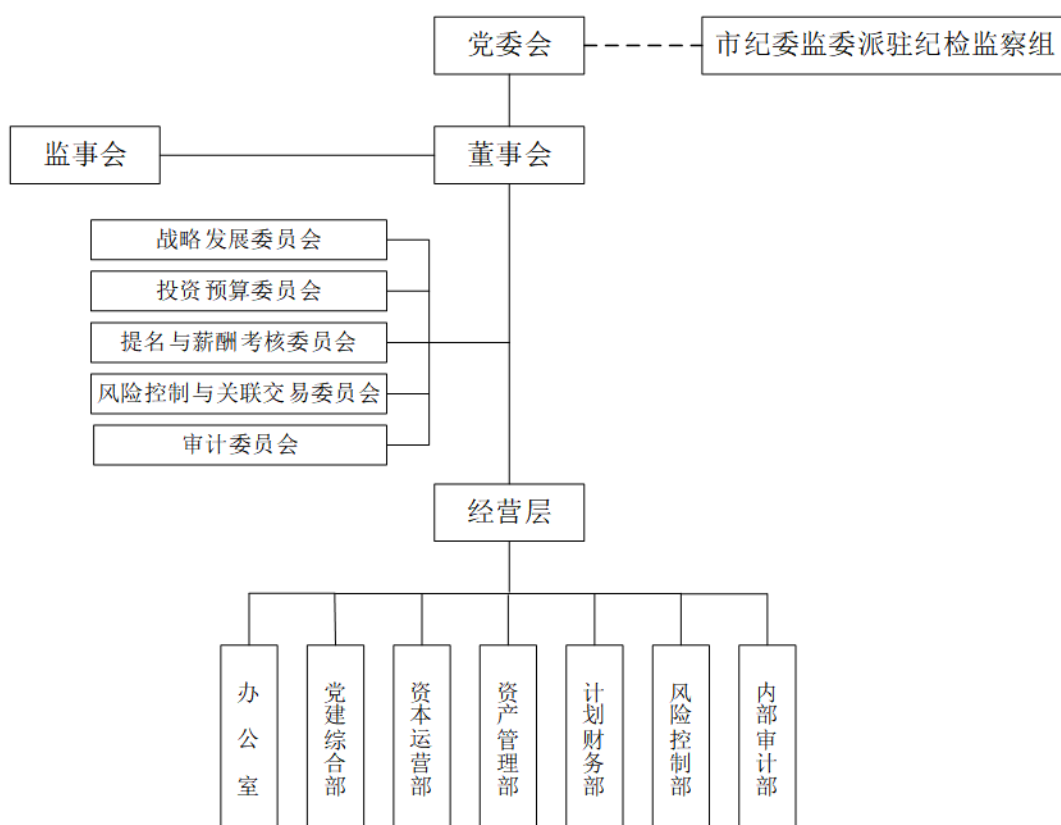 党委会
市纪委监委派驻纪检监察组
监事会
董事会
战略发展委员会
投资预算委员会
提名与薪酬考核委员会
风险控制与关联交易委员会
审计委员会
经营层
办公室
党建综合部
资本运营部
资产管理部
计划财务部
风险控制部
内部审计部